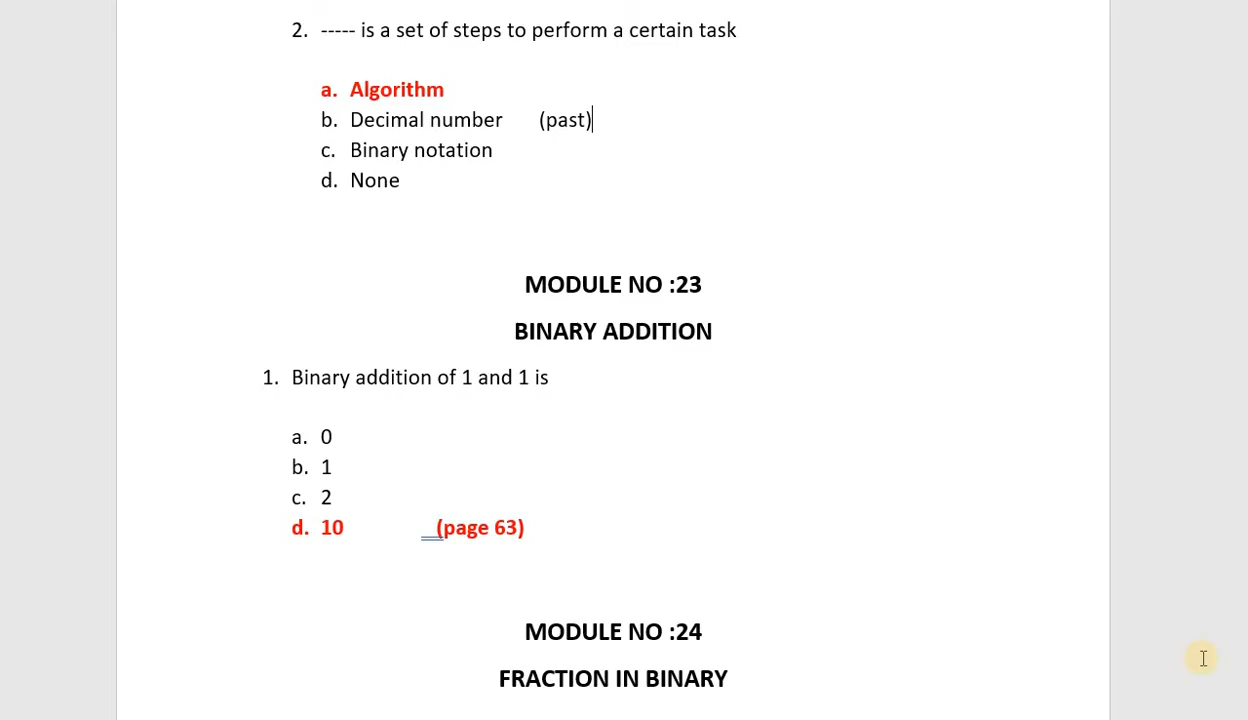 2. ----- is a set of steps to perform a certain task
a. Algorithm
b. Decimal number (past)
c. Binary notation
d. None
MODULE NO :23
BINARY ADDITION
1. Binary addition of 1 and 1 is
a. 0
b. 1
c. 2
d. 10 (page 63)
MODULE NO :24
FRACTION IN BINARY